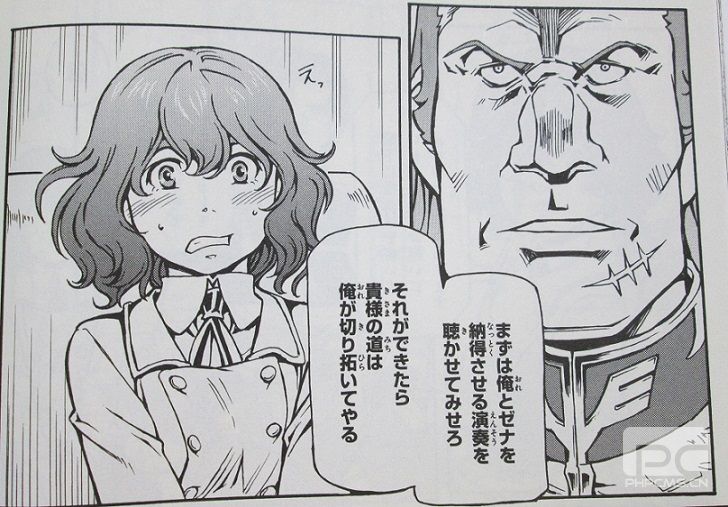 まずは俺とゼナを
納得させる演奏を
聴かせてみせろ
それができたら
貴様の道は
俺が切り拓いてやる
えっ
PC
PHPCMS.CN